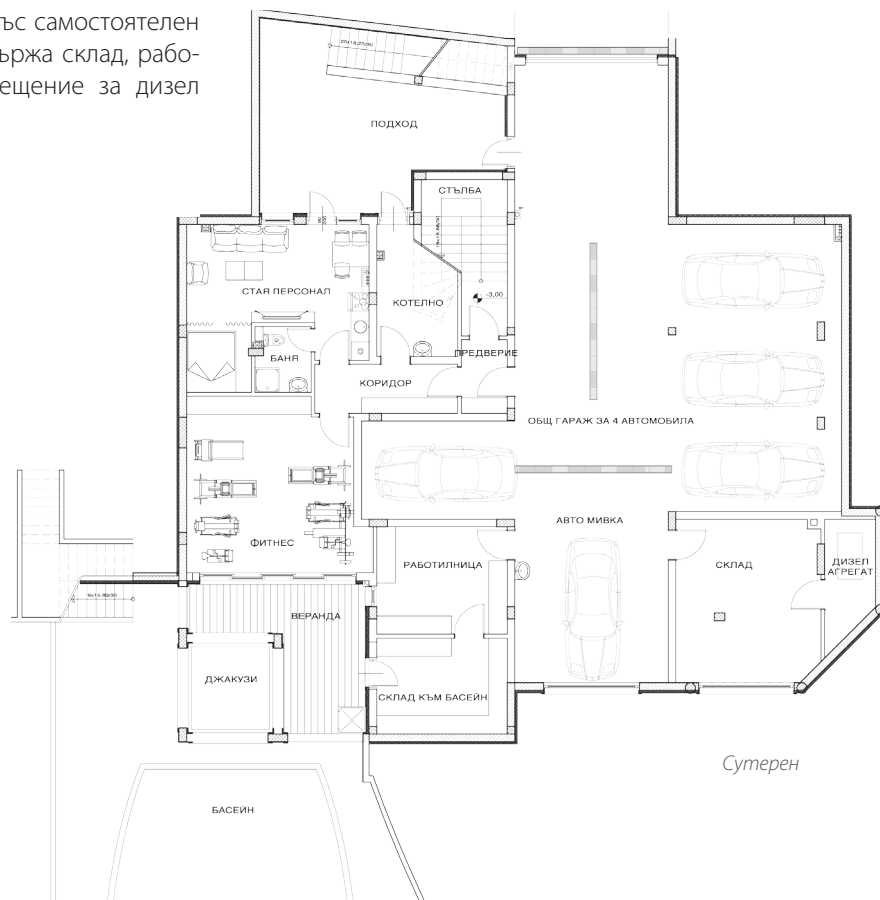 ъс самостоятелен
ържа склад, рабо-
ещение за дизел
ПОДХОД
СТЪЛБА
СТАЯ ПЕРСОНАЛ
-3,00
КОТЕЛНО
БАНЯ
ПРЕДВЕРИЕ
КОРИДОР
ОБЩ ГАРАЖ ЗА 4 АВТОМОБИЛА
АВТО МИВКА
ФИТНЕС
РАБОТИЛНИЦА
СКЛАД
ДИЗЕЛ
АГРЕГАТ
ВЕРАНДА
ДЖАКУЗИ
СКЛАД КЪМ БАСЕЙН
Сутерен
БАСЕЙН